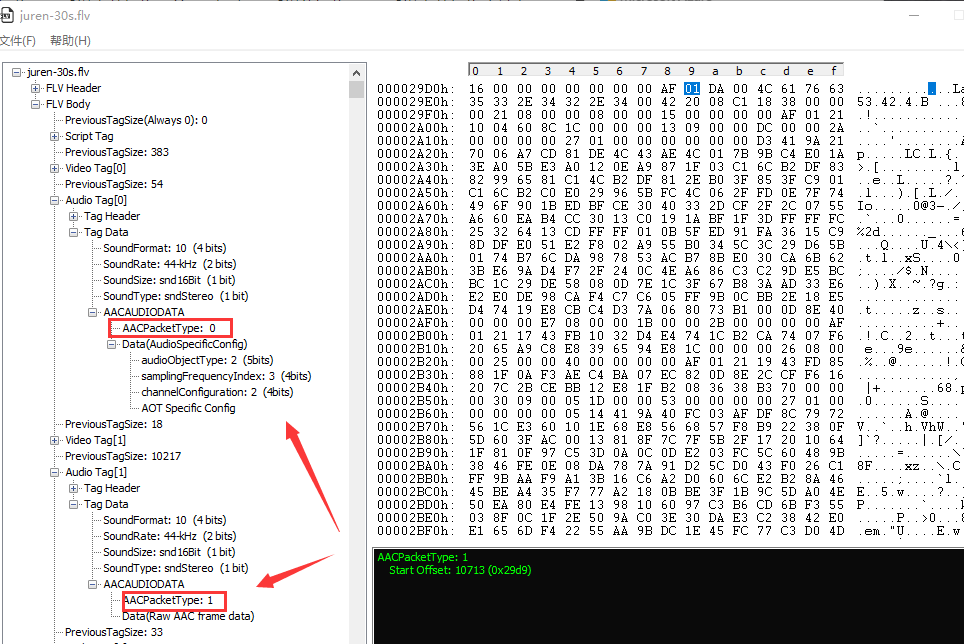 juren-30s.flv
文件(F) 帮助(H)
juren-30s.flv
FLV Header
FLV Body
PreviousTagSize(Always 0): 0
Script Tag
PreviousTagSize: 383
Video Tag[0]
PreviousTagSize: 54
Audio Tag[0]
Tag Header
Tag Data
SoundFormat: 10 (4 bits)
SoundRate: 44-kHz (2 bits)
SoundSize: snd16Bit (1 bit)
SoundType: sndStereo (1 bit)
AACAUDIODATA
AACPacketType: 0
Data(AudioSpecificConfig)
audioObjectType: 2 (5bits)
samplingFrequencyIndex: 3 (4bits)
channelConfiguration: 2 (4bits)
AOT Specific Config
PreviousTagSize: 18
Video Tag[1]
PreviousTagSize: 10217
Audio Tag[1]
Tag Header
Tag Data
SoundFormat: 10 (4 bits)
SoundRate: 44-kHz (2 bits)
SoundSize: snd16Bit (1 bit)
SoundType: sndStereo (1 bit)
AACAUDIODATA
AACPacketType: 1
Data(Raw AAC frame data)
PreviousTagSize: 33
0 1 2 3 4 5 6 7 8 9 a b c d e f
000029D0h: 16 00 00 00 00 00 00 00 AF 01 DA 00 4C 61 76 63
000029E0h: 35 33 2E 34 32 2E 34 00 42 20 08 C1 18 38 00 00
000029F0h: 00 21 08 00 08 08 00 00 15 00 00 00 00 AF 01 21
00002A00h: 10 04 60 8C 1C 00 00 00 13 09 00 00 DC 00 00 2A
00002A10h: 00 00 00 00 27 01 00 00 00 00 00 00 D3 41 9A 21
00002A20h: 70 06 A7 CD 81 DE 4C 43 AE 4C 01 7B 9B C4 E0 1A
00002A30h: 3E A0 5B E3 A0 12 0E A9 87 1F 03 C1 6C B2 DF 83
00002A40h: 82 99 65 81 C1 4C B2 DF 81 2E B0 3F 85 3F C9 01
00002A50h: C1 6C B2 C0 E0 29 96 5B FC 4C 06 2F FD 0E 7F 74
00002A60h: 49 6F 90 1B ED BF CE 30 40 33 2D CF 2F 2C 07 55
00002A70h: A6 60 EA B4 CC 30 13 C0 19 1A BF 1F 3D FF FF FC
00002A80h: 25 32 64 13 CD FF FF 01 0B 5F ED 91 FA 36 15 C9
00002A90h: 8D DF E0 51 E2 F8 02 A9 55 B0 34 5C 3C 29 D6 5B
00002AA0h: 01 74 B7 6C DA 98 78 53 AC B7 8B E0 30 CA 6B 62
00002AB0h: 3B E6 9A D4 F7 2F 24 0C 4E A6 86 C3 C2 9D E5 BC
00002AC0h: BC 1C 29 DE 58 08 0D 7E 1C 3F 67 B8 3A AD 33 E6
00002AD0h: E2 E0 DE 98 CA F4 C7 C6 05 FF 9B 0C BB 2E 18 E5
00002AE0h: D4 74 19 E8 CB C4 D3 7A 06 80 73 B1 00 0D 8E 40
00002AF0h: 00 00 00 E7 08 00 00 1B 00 00 2B 00 00 00 00 AF
00002B00h: 01 21 17 43 FB 10 32 D4 E4 74 1C B2 CA 74 07 F6
00002B10h: 20 65 A9 C8 E8 39 65 94 E8 1C 00 00 00 26 08 00
00002B20h: 00 25 00 00 40 00 00 00 00 AF 01 21 19 43 FD 85
00002B30h: 88 1F 0A F3 AE C4 BA 07 EC 82 0D 8E 2C CF F6 16
00002B40h: 20 7C 2B CE BB 12 E8 1F B2 08 36 38 B3 70 00 00
00002B50h: 00 30 09 00 05 1D 00 00 53 00 00 00 00 27 01 00
00002B60h: 00 00 00 00 05 14 41 9A 40 FC 03 AF DF 8C 79 72
00002B70h: 56 1C E3 60 10 1E 68 E8 56 68 57 F8 B9 22 38 0F
00002B80h: 5D 60 3F AC 00 13 81 8F 7C 7F 5B 2F 17 20 10 64
00002B90h: 1F 81 0F 97 C5 3D 0A 0C 0D E2 03 FC 5C 60 48 9B
00002BA0h: 38 46 FE 0E 08 DA 78 7A 91 D2 5C D0 43 F0 26 C1
00002BB0h: FF 9B AA F9 A1 3B 16 C6 A2 D0 60 6C E2 B2 8A 46
00002BC0h: 45 BE A4 35 F7 77 A2 18 0B BE 3F 1B 9C 5D A0 4E
00002BD0h: 50 EA 80 E4 FE 13 98 10 60 97 C3 B6 CD 6B F3 55
00002BE0h: 03 8F 0C 1F 2E 50 9A C0 3E 30 DA E3 C2 38 42 E0
00002BF0h: E1 65 6D F4 22 55 AA 9B DC 1E 45 FC 77 C3 D0 4D
AACPacketType: 1
Start Offset: 10713 (0x29d9)